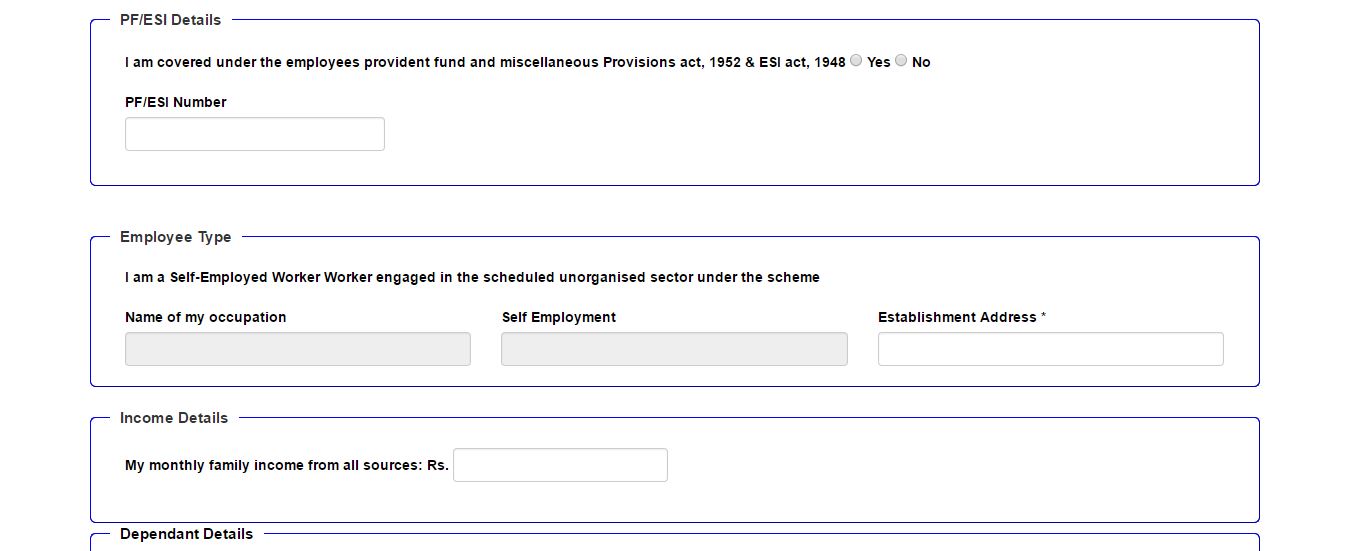 PF/ESI Details
I am covered under the employees provident fund and miscellaneous Provisions act, 1952 & ESI act, 1948 Yes No
PF/ESI Number
Employee Type
I am a Self-Employed Worker Worker engaged in the scheduled unorganised sector under the scheme
Name of my occupation Self Employment Establishment Address *
Income Details
My monthly family income from all sources: Rs.
Dependant Details